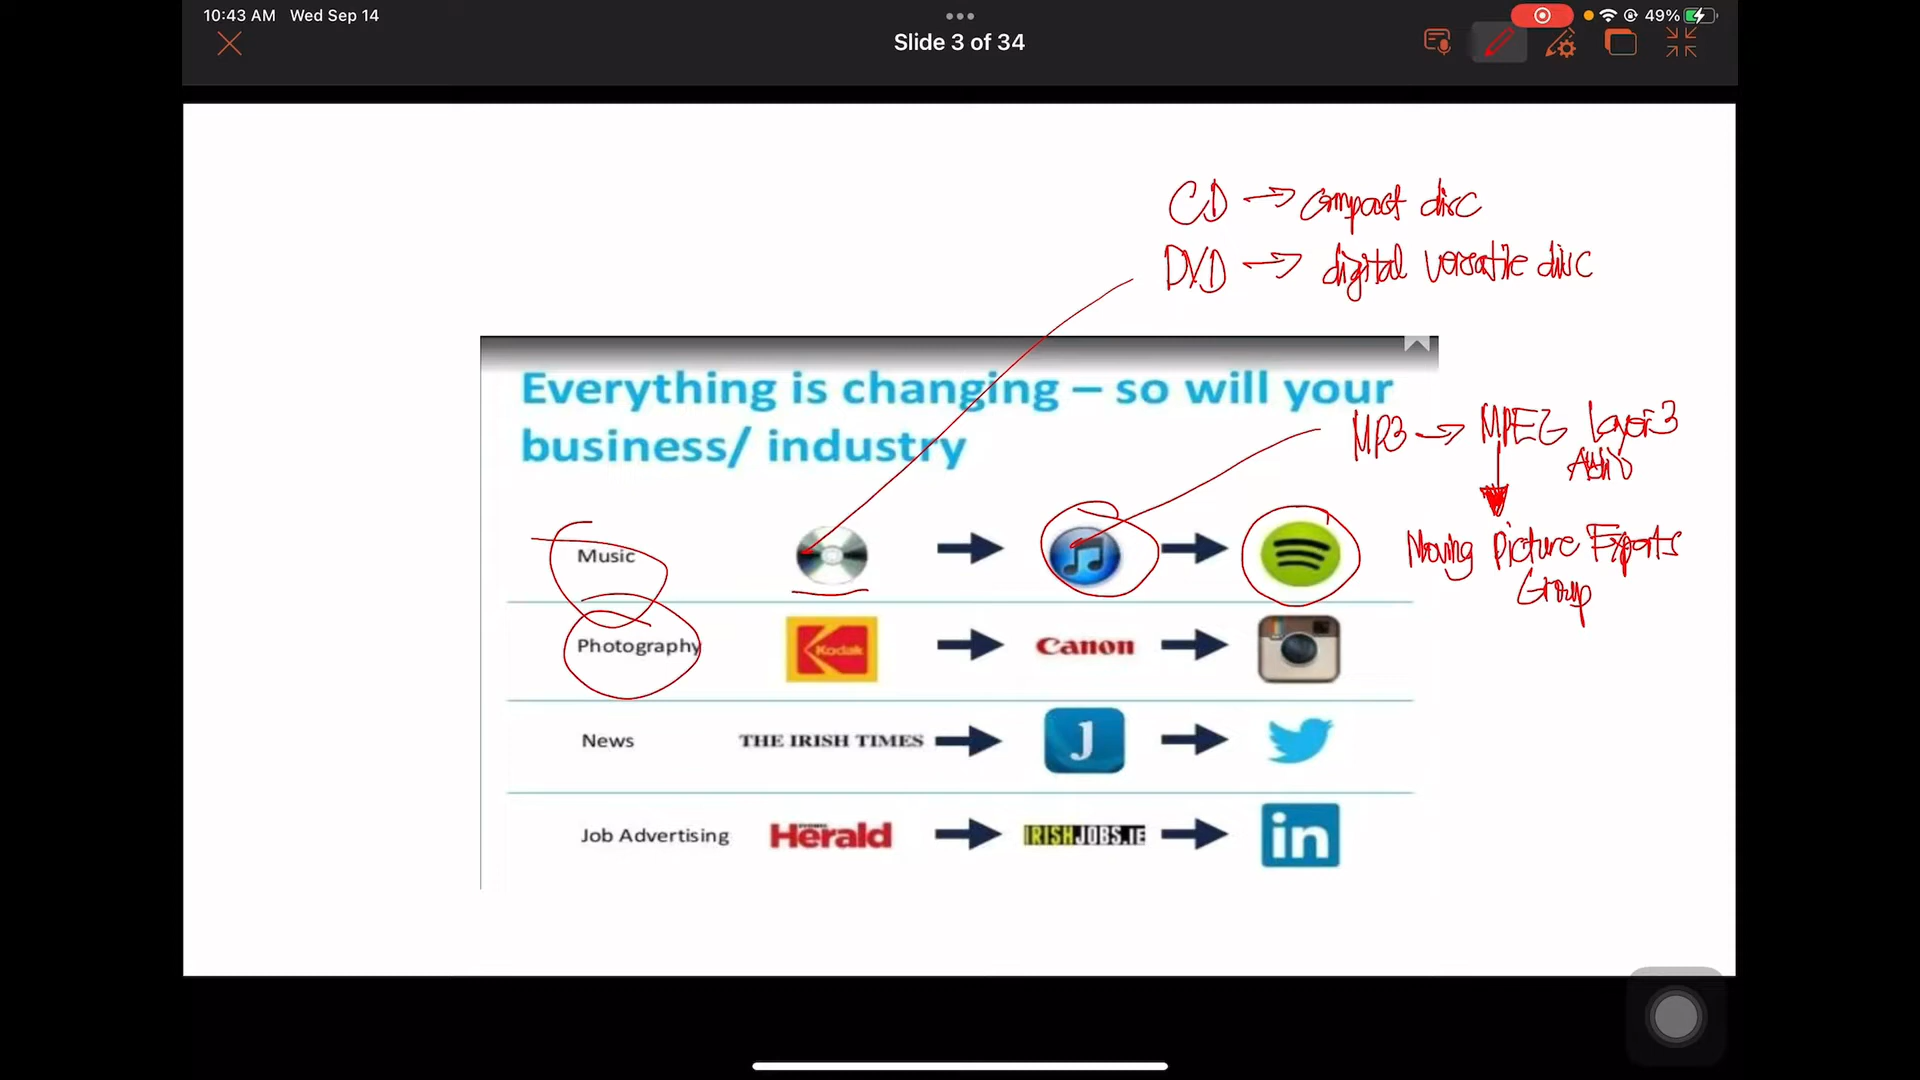 10:43 AM Wed Sep 14
49%
Slide 3 of 34
CD → compact disc
DVD → digital versatile disc
Everything is changing – so will your
business/ industry
MP3 → MPEG Layer 3
Audio
Moving Picture Experts
Group
Music
Photography
Kodak
Canon
News
THE IRISH TIMES
J
Job Advertising
Herald
IRISHJOBS.IE
in